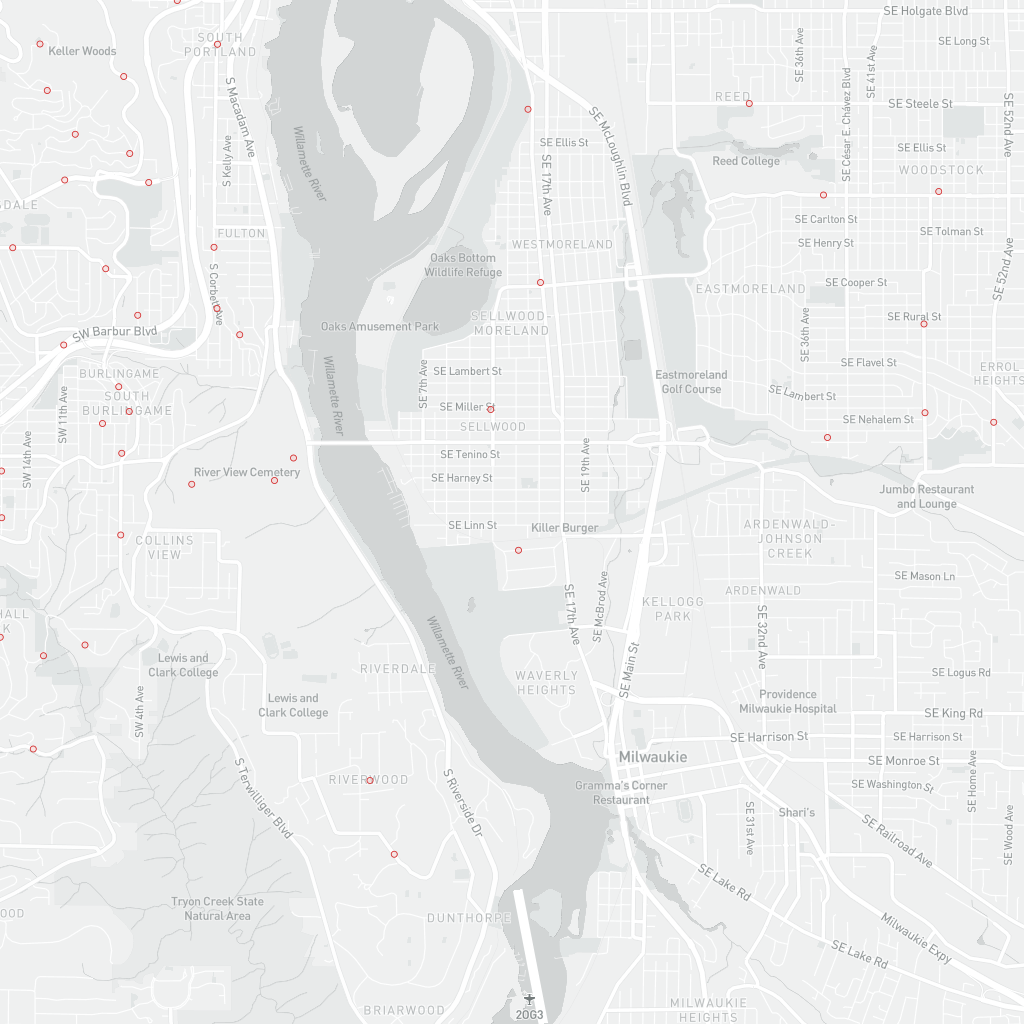 SE Holgate Blvd
SOUTH
PORTLAND
Keller Woods
SE Long St
SE 36th Ave
SE 41st Ave
SE César E. Chávez Blvd
SE 52nd Ave
S Macadam Ave
REED
SE Steele St
SE McLoughlin Blvd
S Kelly Ave
Willamette River
SE Ellis St
SE 17th Ave
Reed College
SE Ellis St
WOODSTOCK
SDALE
FULTON
SE Carlton St
SE Tolman St
SE Henry St
WESTMORELAND
Oaks Bottom
Wildlife Refuge
S Corbett Ave
SE 52nd Ave
SE Cooper St
EASTMORELAND
SELLWOOD-
MORELAND
Oaks Amusement Park
SE Rural St
SE 36th Ave
SW Barbur Blvd
BURLINGAME
SE Flavel St
ERROL
HEIGHTS
SE Lambert St
SE 7th Ave
Eastmoreland
Golf Course
SE Lambert St
SOUTH
BURLINGAME
SW 11th Ave
Willamette River
SE Miller St
SE Nehalem St
SELLWOOD
SW 14th Ave
SE Tenino St
SE 19th Ave
River View Cemetery
SE Harney St
Jumbo Restaurant
and Lounge
SE Linn St
Killer Burger
ARDENWALD-
JOHNSON
CREEK
COLLINS
VIEW
SE Mason Ln
ARDENWALD
SE McBrod Ave
KELLOGG
PARK
SE 17th Ave
SE 32nd Ave
HALL
K
Willamette River
Lewis and
Clark College
RIVERDALE
SE Main St
WAVERLY
HEIGHTS
SE Logus Rd
SW 4th Ave
Lewis and
Clark College
Providence
Milwaukie Hospital
SE King Rd
SE Harrison St
SE Harrison St
Milwaukie
SE Monroe St
RIVERWOOD
S Terwilliger Blvd
S Riverside Dr
Gramma's Corner
Restaurant
SE Washington St
SE Home Ave
Shari's
SE 31st Ave
SE Railroad Ave
SE Wood Ave
SE Lake Rd
Tryon Creek State
Natural Area
OOD
DUNTHORPE
Milwaukie Expy
SE Lake Rd
BRIARWOOD
20G3
MILWAUKIE
HEIGHTS